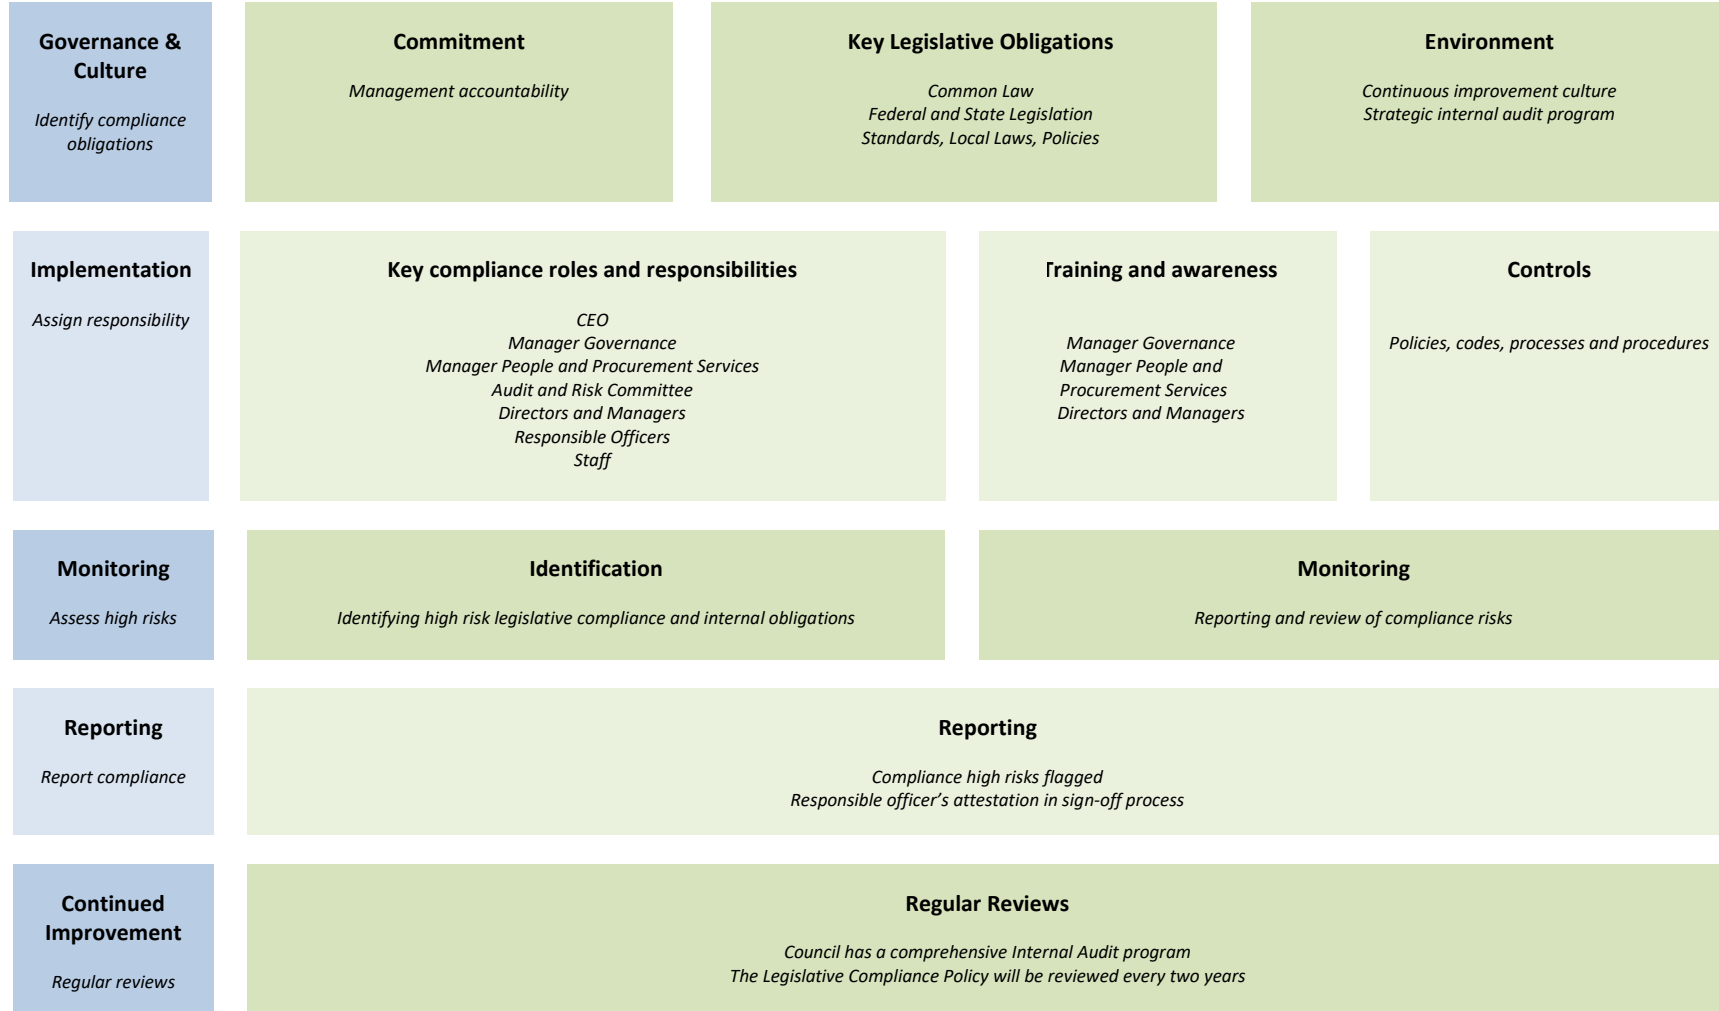 Governance &
Culture
Identify compliance
obligations
Commitment
Management accountability
Key Legislative Obligations
Common Law
Federal and State Legislation
Standards, Local Laws, Policies
Environment
Continuous improvement culture
Strategic internal audit program
Implementation
Assign responsibility
Key compliance roles and responsibilities
CEO
Manager Governance
Manager People and Procurement Services
Audit and Risk Committee
Directors and Managers
Responsible Officers
Staff
Training and awareness
Manager Governance
Manager People and
Procurement Services
Directors and Managers
Controls
Policies, codes, processes and procedures
Monitoring
Assess high risks
Identification
Identifying high risk legislative compliance and internal obligations
Monitoring
Reporting and review of compliance risks
Reporting
Report compliance
Reporting
Compliance high risks flagged
Responsible officer’s attestation in sign-off process
Continued
Improvement
Regular reviews
Regular Reviews
Council has a comprehensive Internal Audit program
The Legislative Compliance Policy will be reviewed every two years